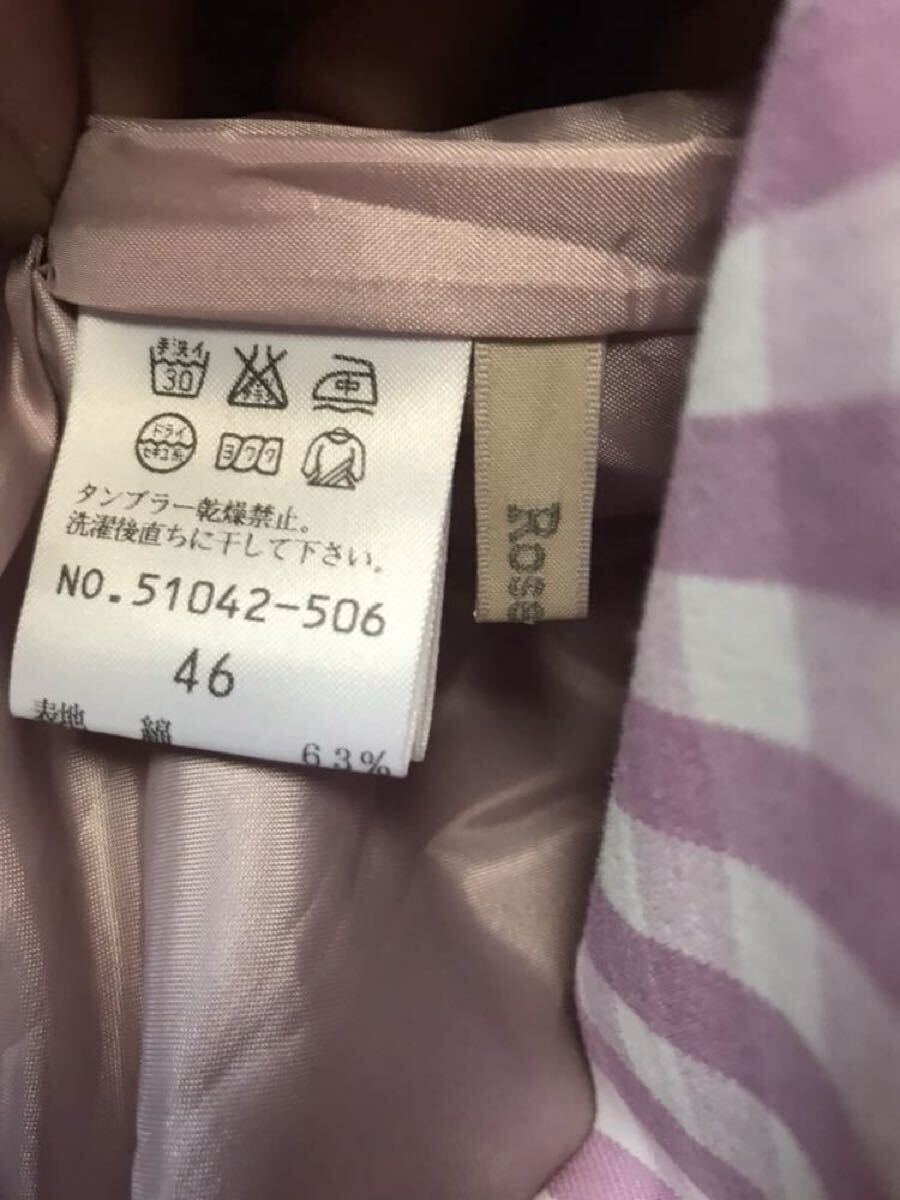 手洗イ 30 中
ドライ セキユ系 ヨワク
タンブラー乾燥禁止。
洗濯後直ちに干して下さい。
NO.51042-506
46
表地 綿 63%
Ross